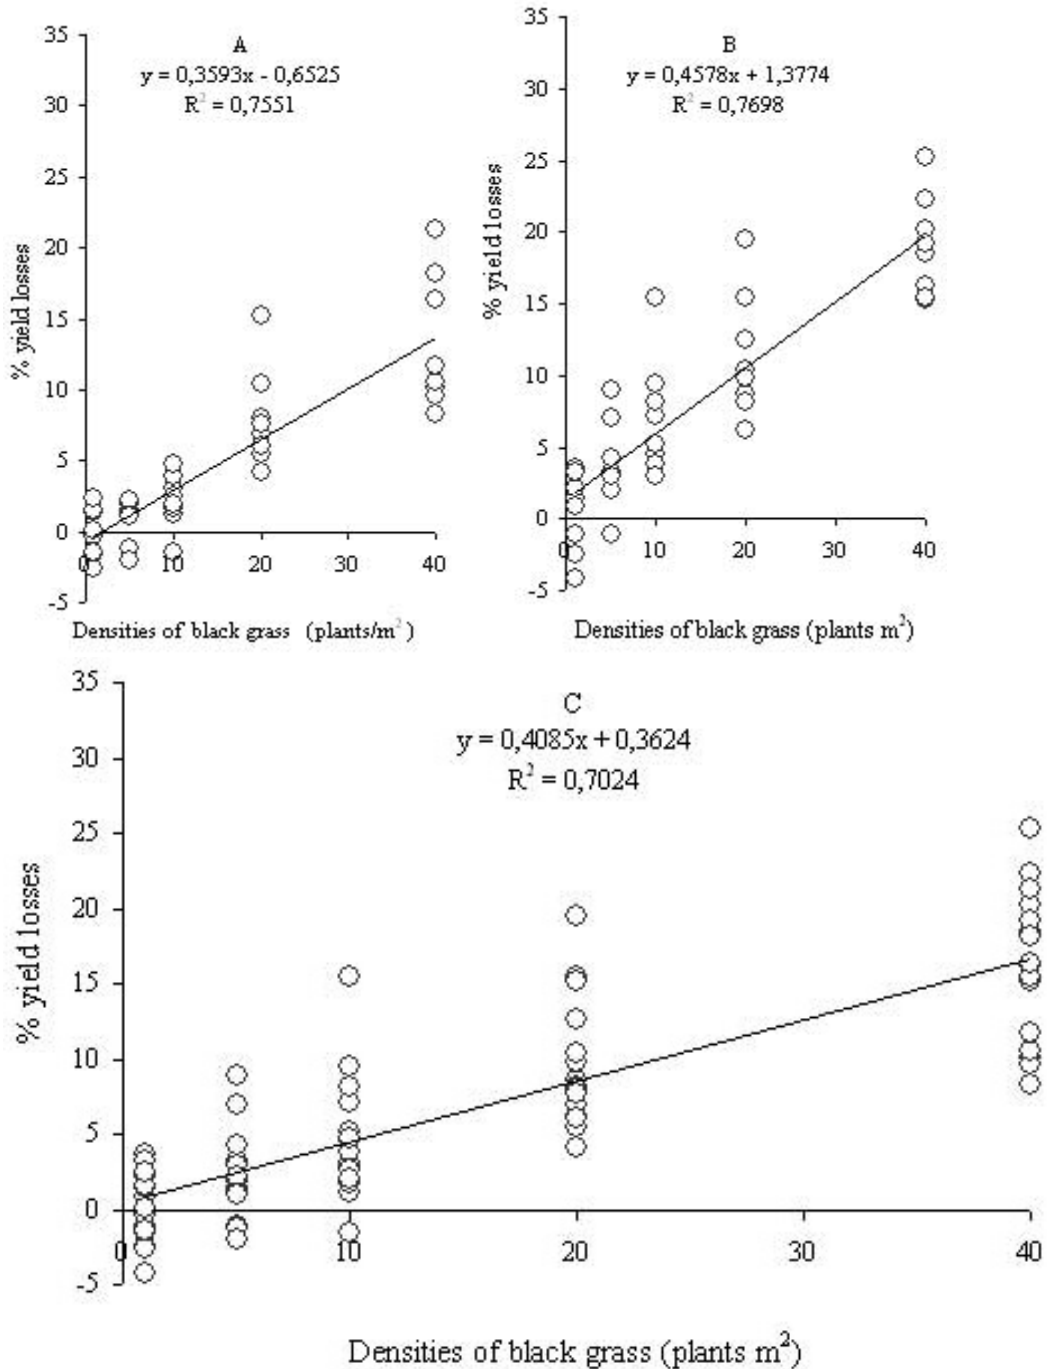 A
y = 0,3593x - 0,6525
R² = 0,7551
35
30
25
20
15
10
5
0
-5
0 10 20 30 40
% yield losses
Densities of black grass (plants/m²)
B
y = 0,4578x + 1,3774
R² = 0,7698
35
30
25
20
15
10
5
0
-5
0 10 20 30 40
% yield losses
Densities of black grass (plants m²)
C
y = 0,4085x + 0,3624
R² = 0,7024
35
30
25
20
15
10
5
0
-5
0 10 20 30 40
% yield losses
Densities of black grass (plants m²)